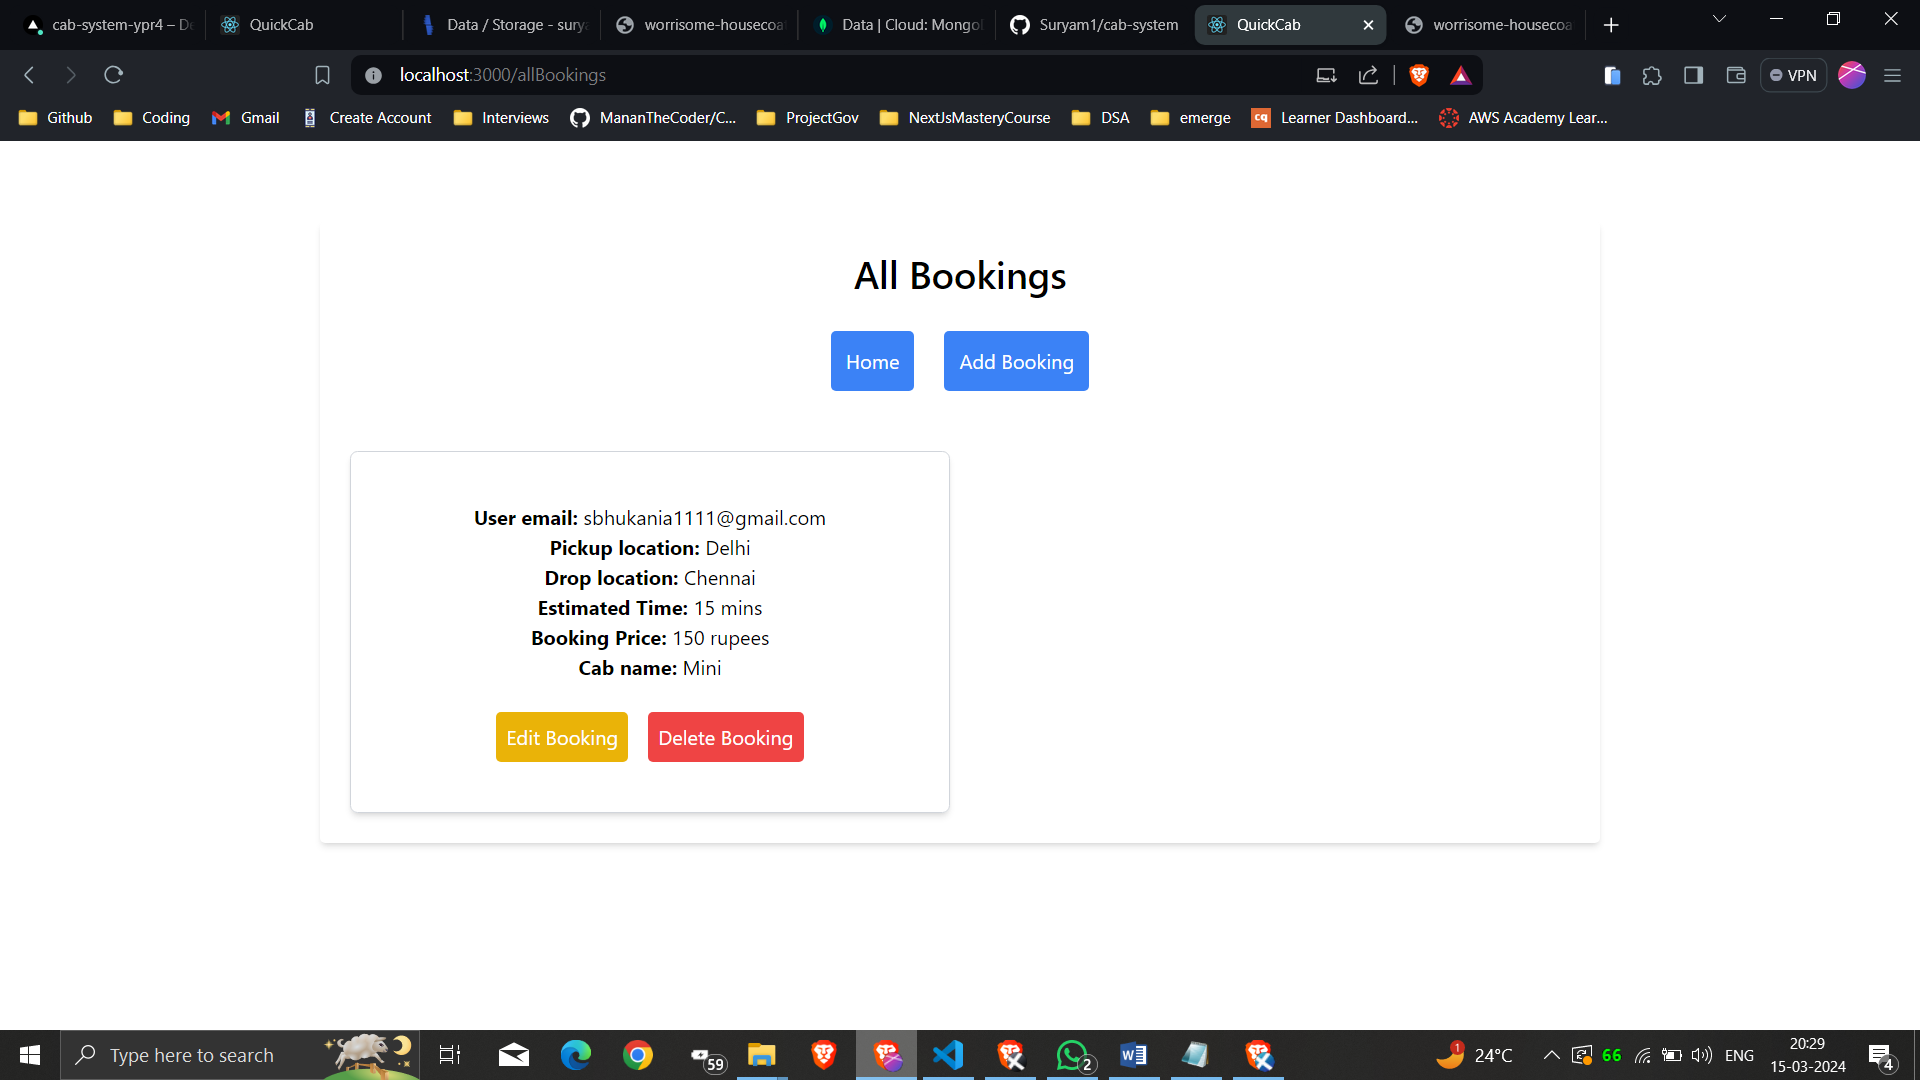 cab-system-ypr4 – De
QuickCab
Data / Storage - surya
worrisome-housecoat
Data | Cloud: Mongo
Suryam1/cab-system
QuickCab
worrisome-housecoa
localhost:3000/allBookings
VPN
Github
Coding
Gmail
Create Account
Interviews
MananTheCoder/C...
ProjectGov
NextJsMasteryCourse
DSA
emerge
cq
Learner Dashboard...
AWS Academy Lear...
All Bookings
Home
Add Booking
User email: sbhukania1111@gmail.com
Pickup location: Delhi
Drop location: Chennai
Estimated Time: 15 mins
Booking Price: 150 rupees
Cab name: Mini
Edit Booking
Delete Booking
Type here to search
59
2
1
24°C
66
ENG
20:29
15-03-2024
4